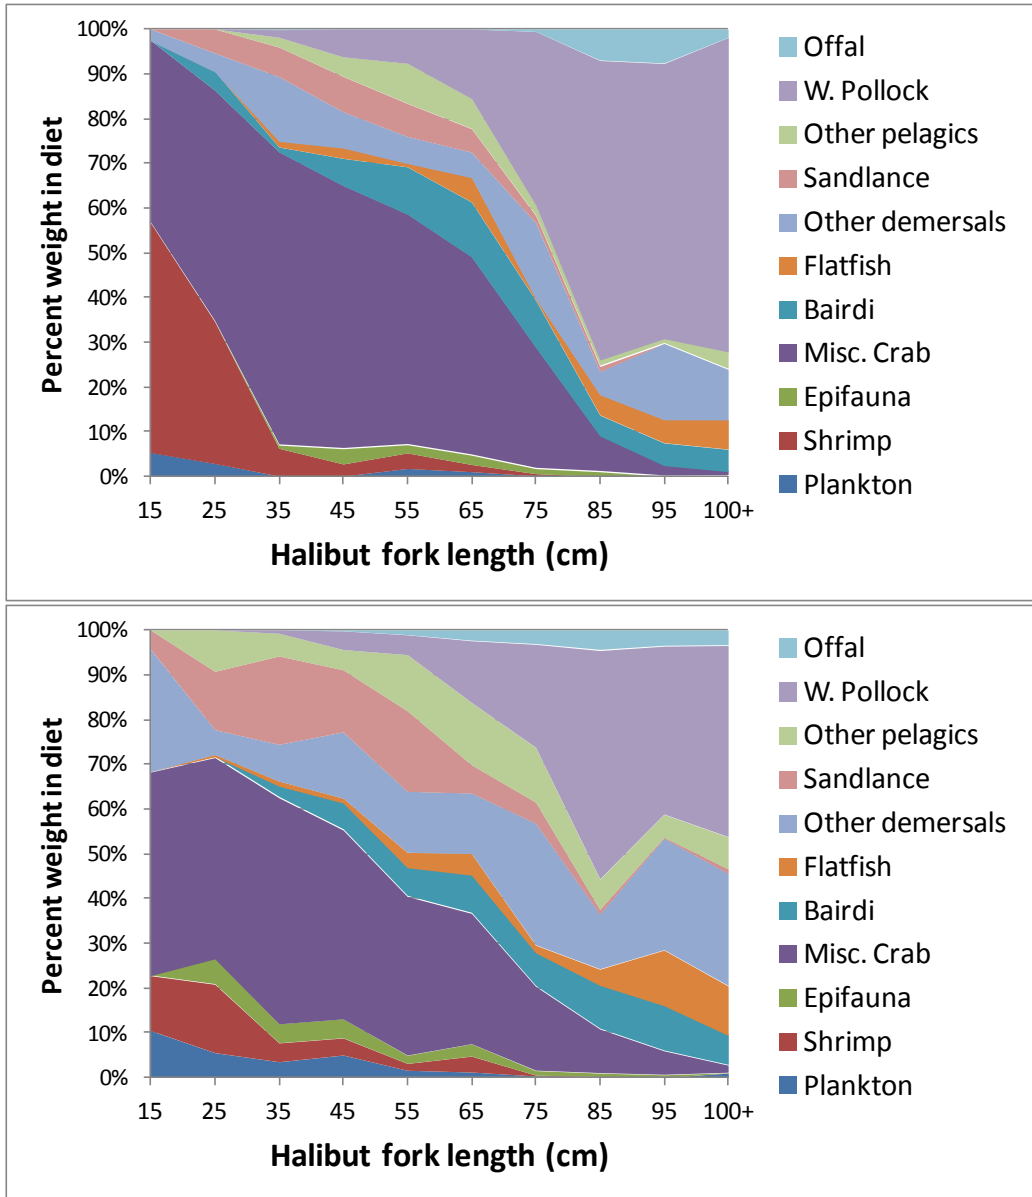 100%
90%
80%
70%
60%
50%
40%
30%
20%
10%
0%
Percent weight in diet
15 25 35 45 55 65 75 85 95 100+
Halibut fork length (cm)
Offal
W. Pollock
Other pelagics
Sandlance
Other demersals
Flatfish
Bairdi
Misc. Crab
Epifauna
Shrimp
Plankton
100%
90%
80%
70%
60%
50%
40%
30%
20%
10%
0%
Percent weight in diet
15 25 35 45 55 65 75 85 95 100+
Halibut fork length (cm)
Offal
W. Pollock
Other pelagics
Sandlance
Other demersals
Flatfish
Bairdi
Misc. Crab
Epifauna
Shrimp
Plankton